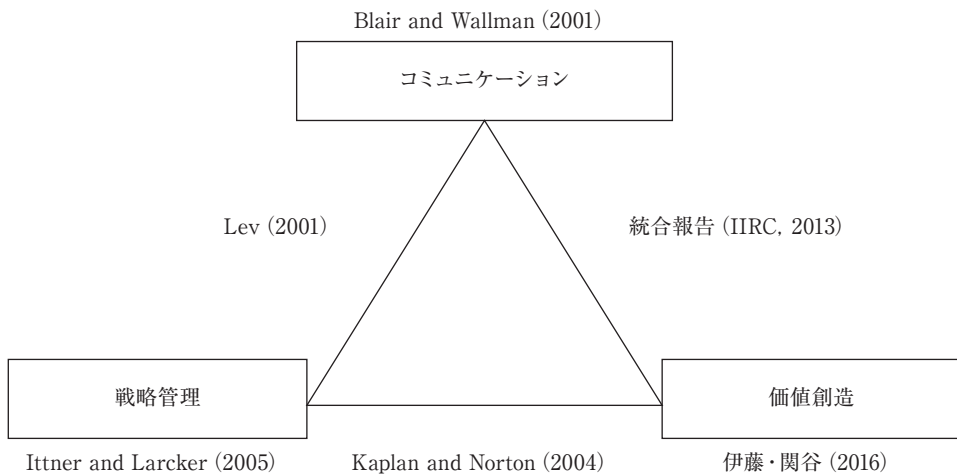 Blair and Wallman (2001)
コミュニケーション
Lev (2001)
統合報告 (IIRC, 2013)
戦略管理
価値創造
Ittner and Larcker (2005)
Kaplan and Norton (2004)
伊藤・関谷 (2016)